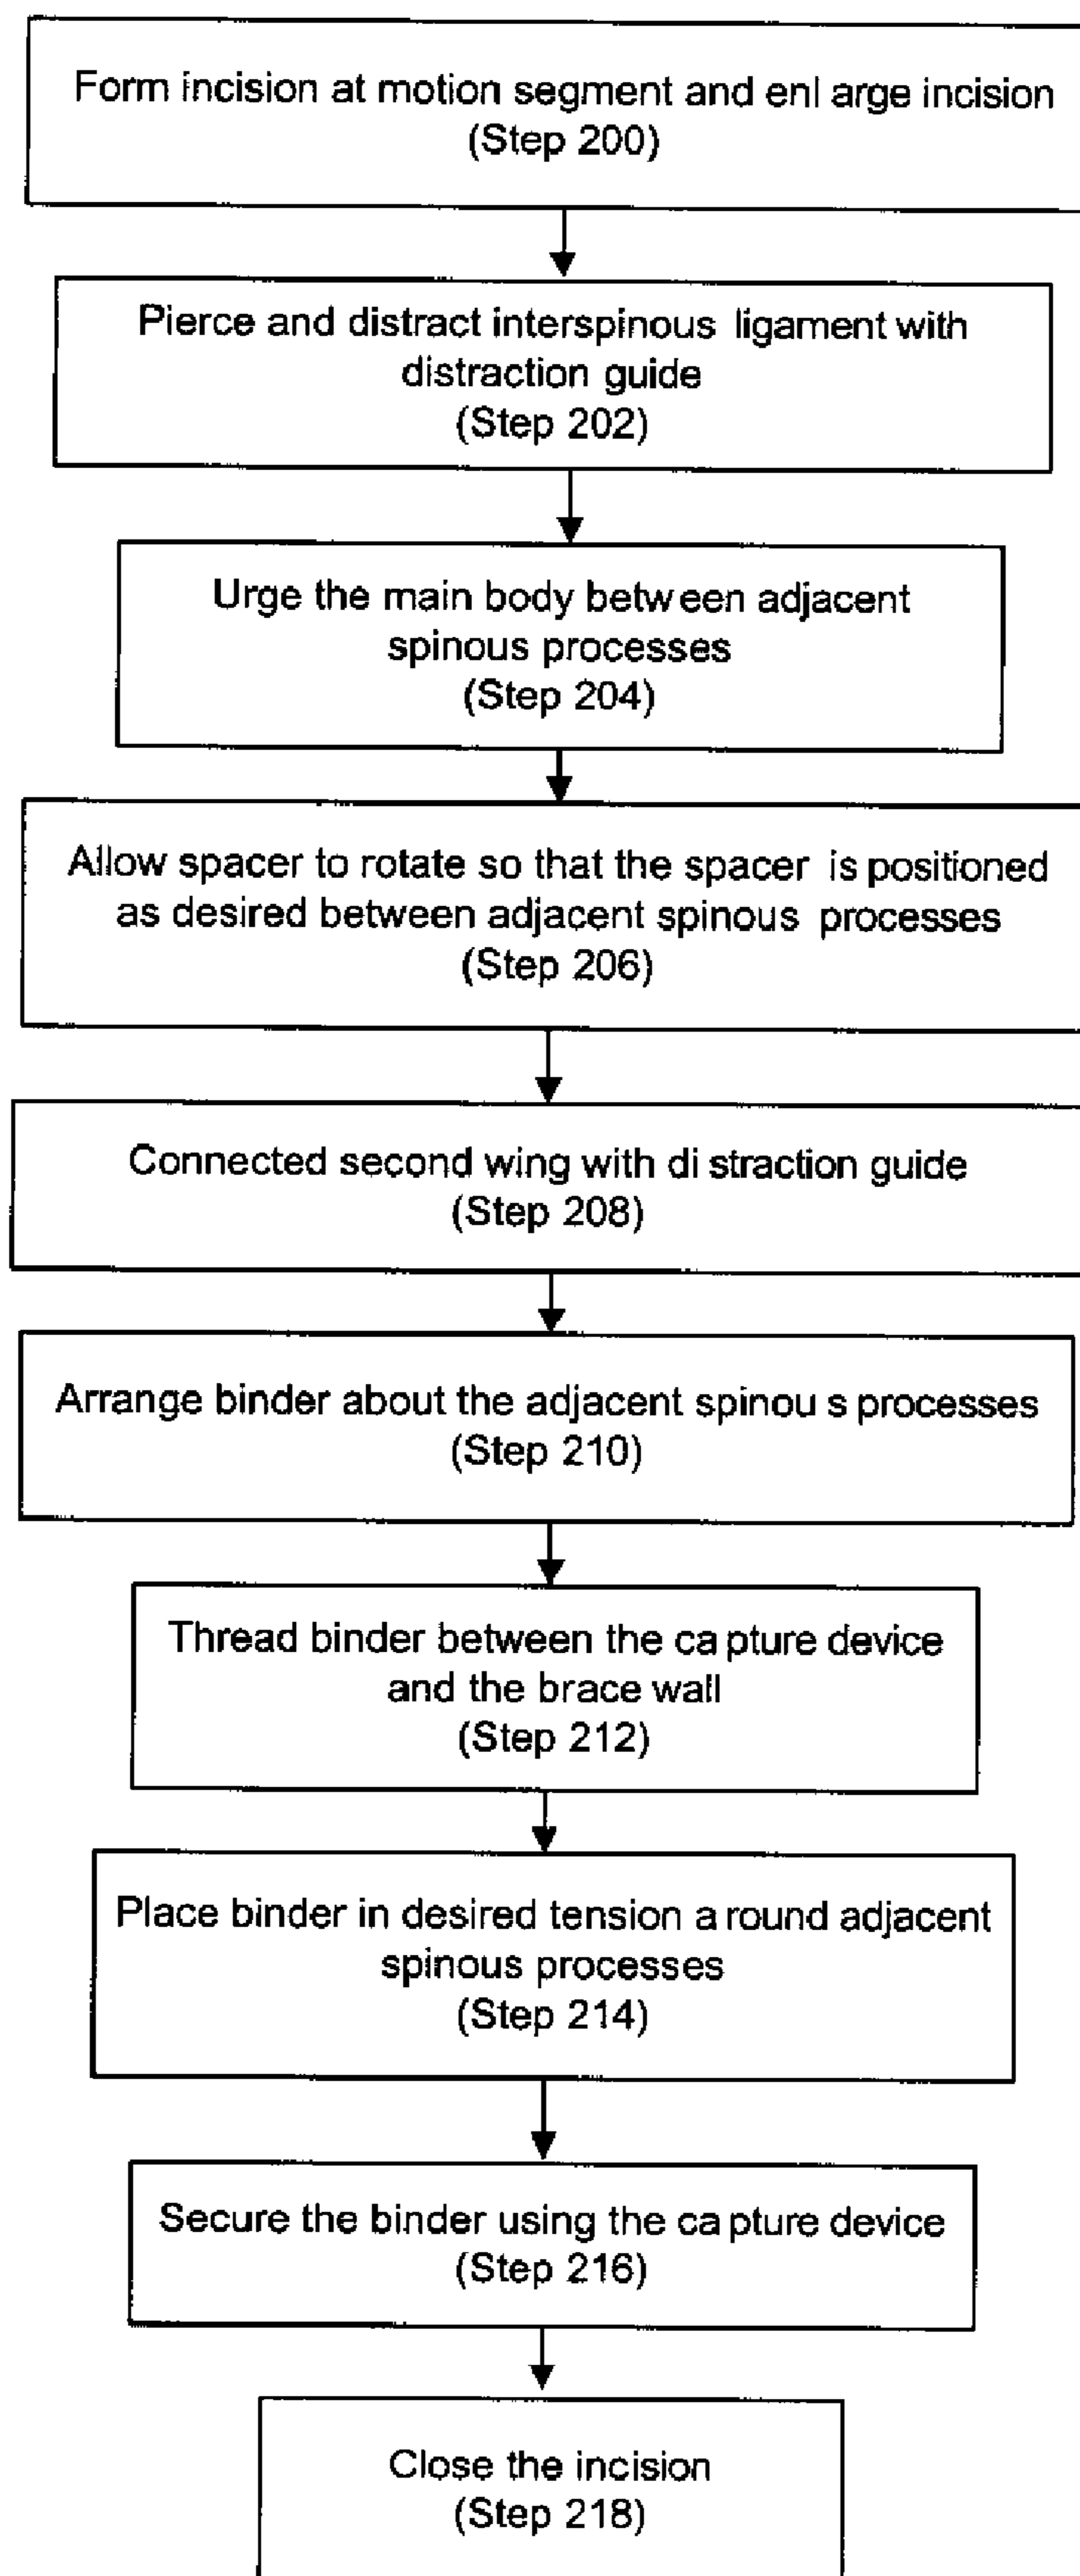 Form incision at motion segment and enl arge incision
(Step 200)
Pierce and distract interspinous ligament with
distraction guide
(Step 202)
Urge the main body between adjacent
spinous processes
(Step 204)
Allow spacer to rotate so that the spacer is positioned
as desired between adjacent spinous processes
(Step 206)
Connected second wing with di straction guide
(Step 208)
Arrange binder about the adjacent spinou s processes
(Step 210)
Thread binder between the ca pture device
and the brace wall
(Step 212)
Place binder in desired tension a round adjacent
spinous processes
(Step 214)
Secure the binder using the ca pture device
(Step 216)
Close the incision
(Step 218)